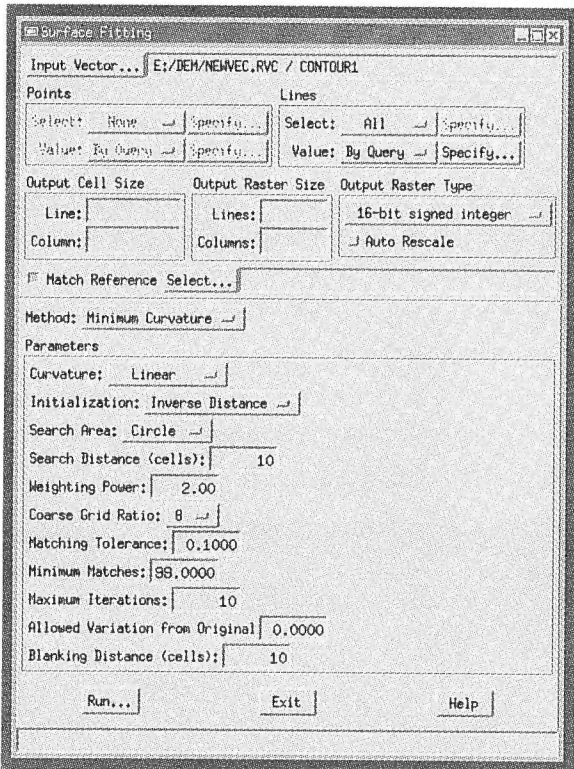 Surface Fitting
Input Vector... E:/DEM/NEWVEC.RVC / CONTOUR1
Points Lines
Select: None Specify... Select: All Specify...
Value: By Query Specify... Value: By Query Specify...
Output Cell Size Output Raster Size Output Raster Type
Line: Lines: 16-bit signed integer
Column: Columns: Auto Rescale
Match Reference Select...
Method: Minimum Curvature
Parameters
Curvature: Linear
Initialization: Inverse Distance
Search Area: Circle
Search Distance (cells): 10
Weighting Power: 2.00
Coarse Grid Ratio: 8
Matching Tolerance: 0.1000
Minimum Matches: 99.0000
Maximum Iterations: 10
Allowed Variation from Original 0.0000
Blanking Distance (cells): 10
Run... Exit Help